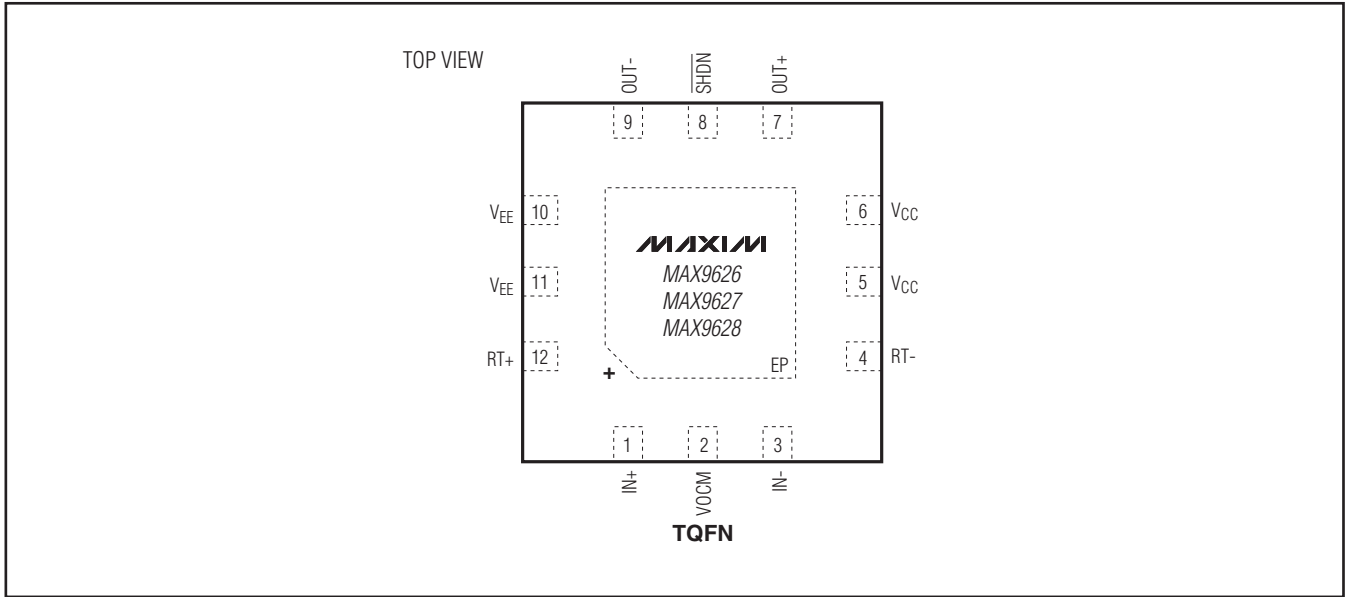 TOP VIEW
OUT-
SHDN
OUT+
9
8
7
VEE 10
6 VCC
MAXIM
MAX9626
MAX9627
MAX9628
VEE 11
5 VCC
RT+ 12
4 RT-
+
EP
1
2
3
IN+
VOCM
IN-
TQFN